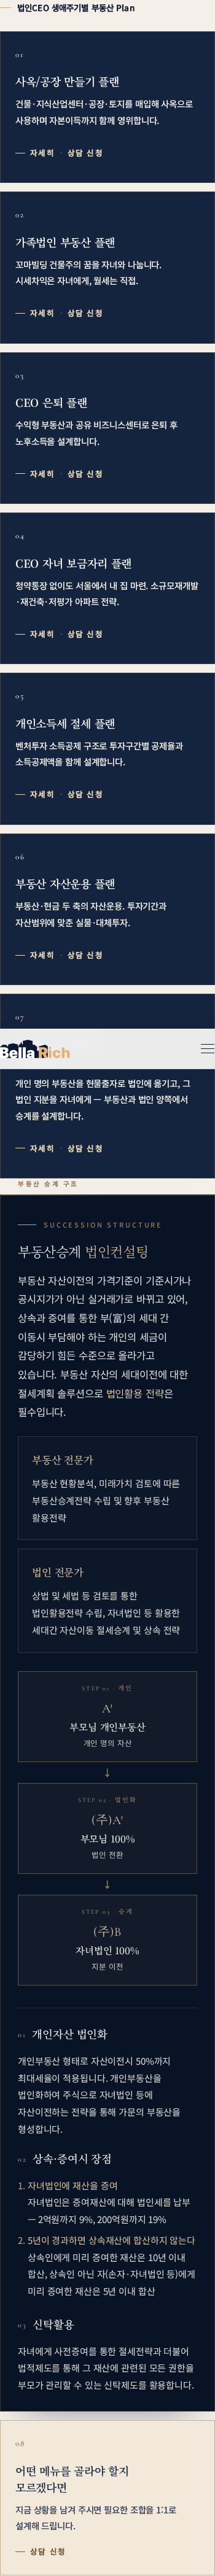 법인CEO 생애주기별 부동산 Plan
01
사옥/공장 만들기 플랜
건물·지식산업센터·공장·토지를 매입해 사옥으로
사용하며 자본이득까지 함께 영위합니다.
자세히 · 상담 신청
02
가족법인 부동산 플랜
꼬마빌딩 건물주의 꿈을 자녀와 나눕니다.
시세차익은 자녀에게, 월세는 직접.
자세히 · 상담 신청
03
CEO 은퇴 플랜
수익형 부동산과 공유 비즈니스센터로 은퇴 후
노후소득을 설계합니다.
자세히 · 상담 신청
04
CEO 자녀 보금자리 플랜
청약통장 없이도 서울에서 내 집 마련. 소규모재개발
·재건축·저평가 아파트 전략.
자세히 · 상담 신청
05
개인소득세 절세 플랜
벤처투자 소득공제 구조로 투자구간별 공제율과
소득공제액을 함께 설계합니다.
자세히 · 상담 신청
06
부동산 자산운용 플랜
부동산·현금 두 축의 자산운용. 투자기간과
자산범위에 맞춘 실물·대체투자.
자세히 · 상담 신청
07
Bella Rich
개인 명의 부동산을 현물출자로 법인에 옮기고, 그
법인 지분을 자녀에게 — 부동산과 법인 양쪽에서
승계를 설계합니다.
자세히 · 상담 신청
부동산 승계 구조
SUCCESSION STRUCTURE
부동산승계 법인컨설팅
부동산 자산이전의 가격기준이 기준시가나
공시지가가 아닌 실거래가로 바뀌고 있어,
상속과 증여를 통한 부(富)의 세대 간
이동시 부담해야 하는 개인의 세금이
감당하기 힘든 수준으로 올라가고
있습니다. 부동산 자산의 세대이전에 대한
절세계획 솔루션으로 법인활용 전략은
필수입니다.
부동산 전문가
부동산 현황분석, 미래가치 검토에 따른
부동산승계전략 수립 및 향후 부동산
활용전략
법인 전문가
상법 및 세법 등 검토를 통한
법인활용전략 수립, 자녀법인 등 활용한
세대간 자산이동 절세승계 및 상속 전략
STEP 01 · 개인
A'
부모님 개인부동산
개인 명의 자산
↓
STEP 02 · 법인화
(주)A'
부모님 100%
법인 전환
↓
STEP 03 · 승계
(주)B
자녀법인 100%
지분 이전
01 개인자산 법인화
개인부동산 형태로 자산이전시 50%까지
최대세율이 적용됩니다. 개인부동산을
법인화하여 주식으로 자녀법인 등에
자산이전하는 전략을 통해 가문의 부동산을
형성합니다.
02 상속·증여시 장점
1. 자녀법인에 재산을 증여
자녀법인은 증여재산에 대해 법인세를 납부
— 2억원까지 9%, 200억원까지 19%
2. 5년이 경과하면 상속재산에 합산하지 않는다
상속인에게 미리 증여한 재산은 10년 이내
합산, 상속인 아닌 자(손자·자녀법인 등)에게
미리 증여한 재산은 5년 이내 합산
03 신탁활용
자녀에게 사전증여를 통한 절세전략과 더불어
법적제도를 통해 그 자산에 관련된 모든 권한을
부모가 관리할 수 있는 신탁제도를 활용합니다.
08
어떤 메뉴를 골라야 할지
모르겠다면
지금 상황을 남겨 주시면 필요한 조합을 1:1로
설계해 드립니다.
상담 신청